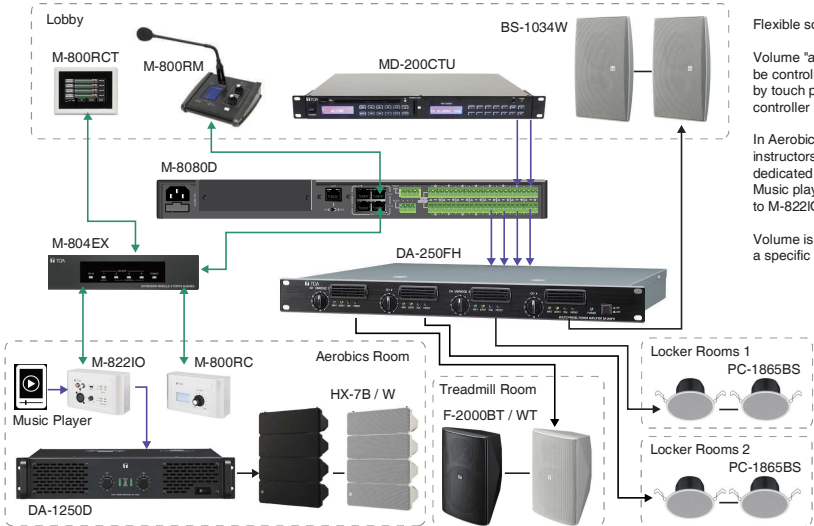 Lobby
BS-1034W
M-800RCT
M-800RM
MD-200CTU
M-8080D
M-804EX
TOA
DA-250FH
M-822IO
M-800RC
Aerobics Room
HX-7B / W
Music Player
DA-1250D
Treadmill Room
F-2000BT / WT
Locker Rooms 1
PC-1865BS
Locker Rooms 2
PC-1865BS
Flexible so
Volume "a
be control
by touch p
controller
In Aerobic
instructors
dedicated
Music play
to M-822IO
Volume is
a specific